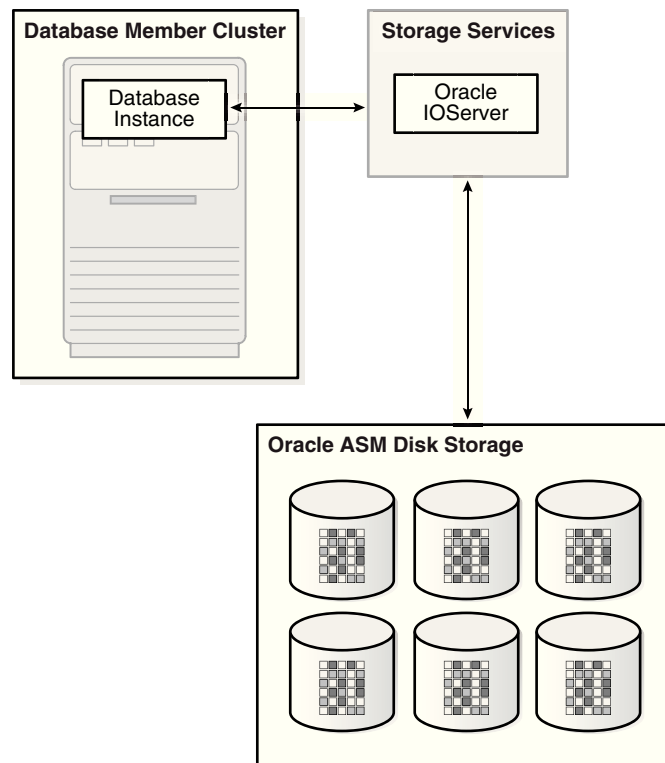 Database Member Cluster
Database
Instance
Storage Services
Oracle
IOServer
Oracle ASM Disk Storage